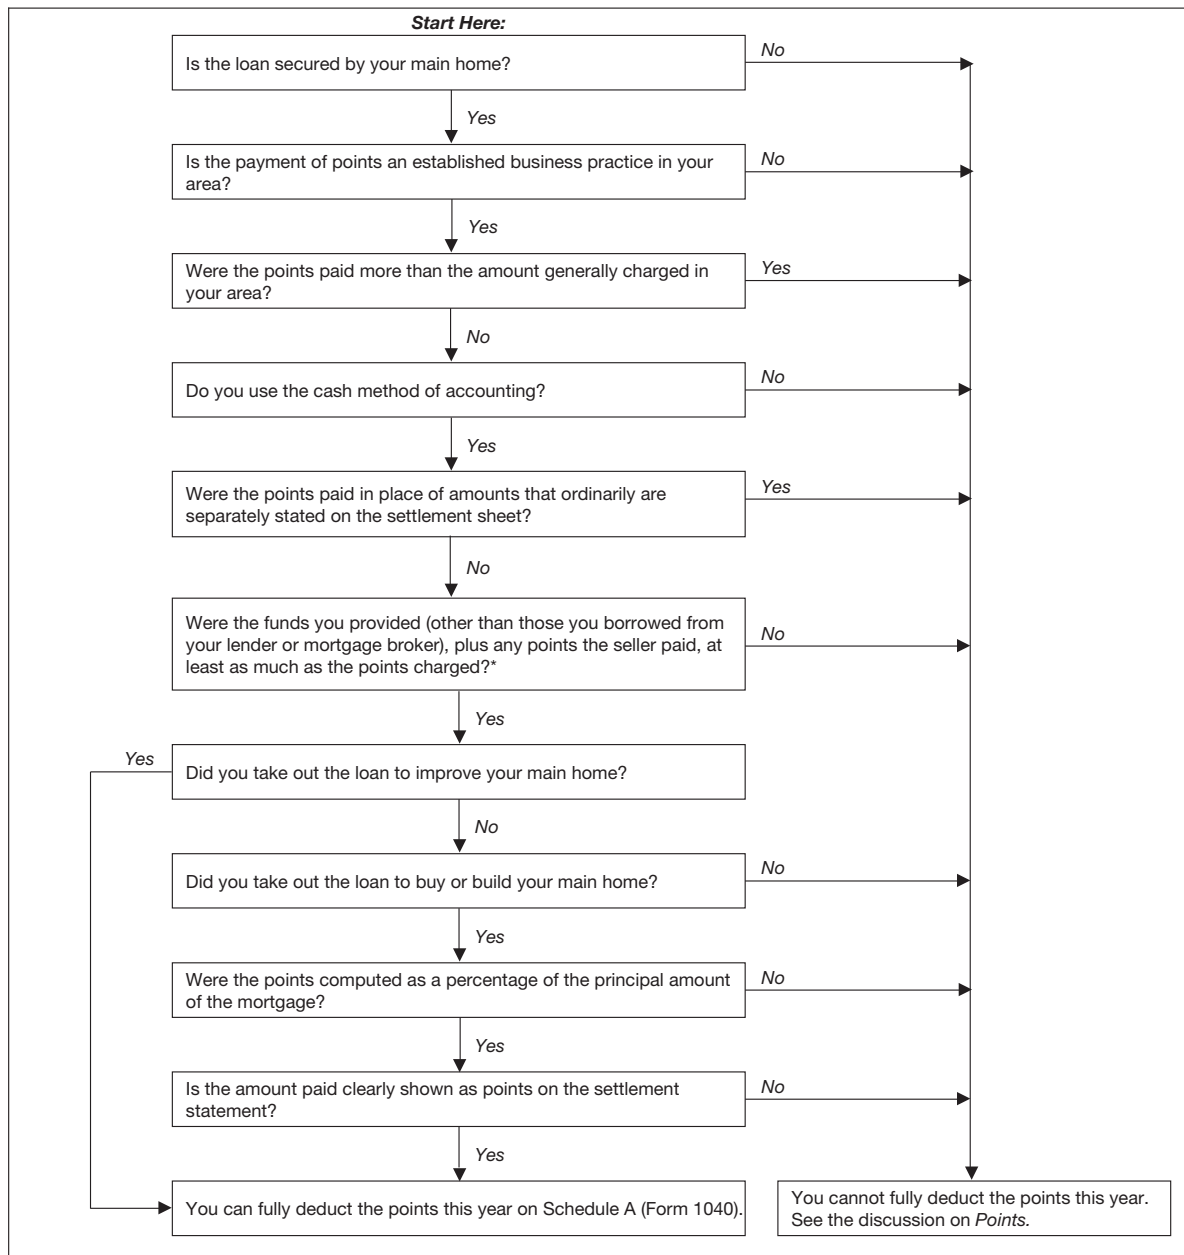 Start Here:
Is the loan secured by your main home?
No
Yes
Is the payment of points an established business practice in your
area?
No
Yes
Were the points paid more than the amount generally charged in
your area?
Yes
No
Do you use the cash method of accounting?
No
Yes
Were the points paid in place of amounts that ordinarily are
separately stated on the settlement sheet?
Yes
No
Were the funds you provided (other than those you borrowed from
your lender or mortgage broker), plus any points the seller paid, at
least as much as the points charged?*
No
Yes
Yes
Did you take out the loan to improve your main home?
No
Did you take out the loan to buy or build your main home?
No
Yes
Were the points computed as a percentage of the principal amount
of the mortgage?
No
Yes
Is the amount paid clearly shown as points on the settlement
statement?
No
Yes
You can fully deduct the points this year on Schedule A (Form 1040).
You cannot fully deduct the points this year.
See the discussion on Points.